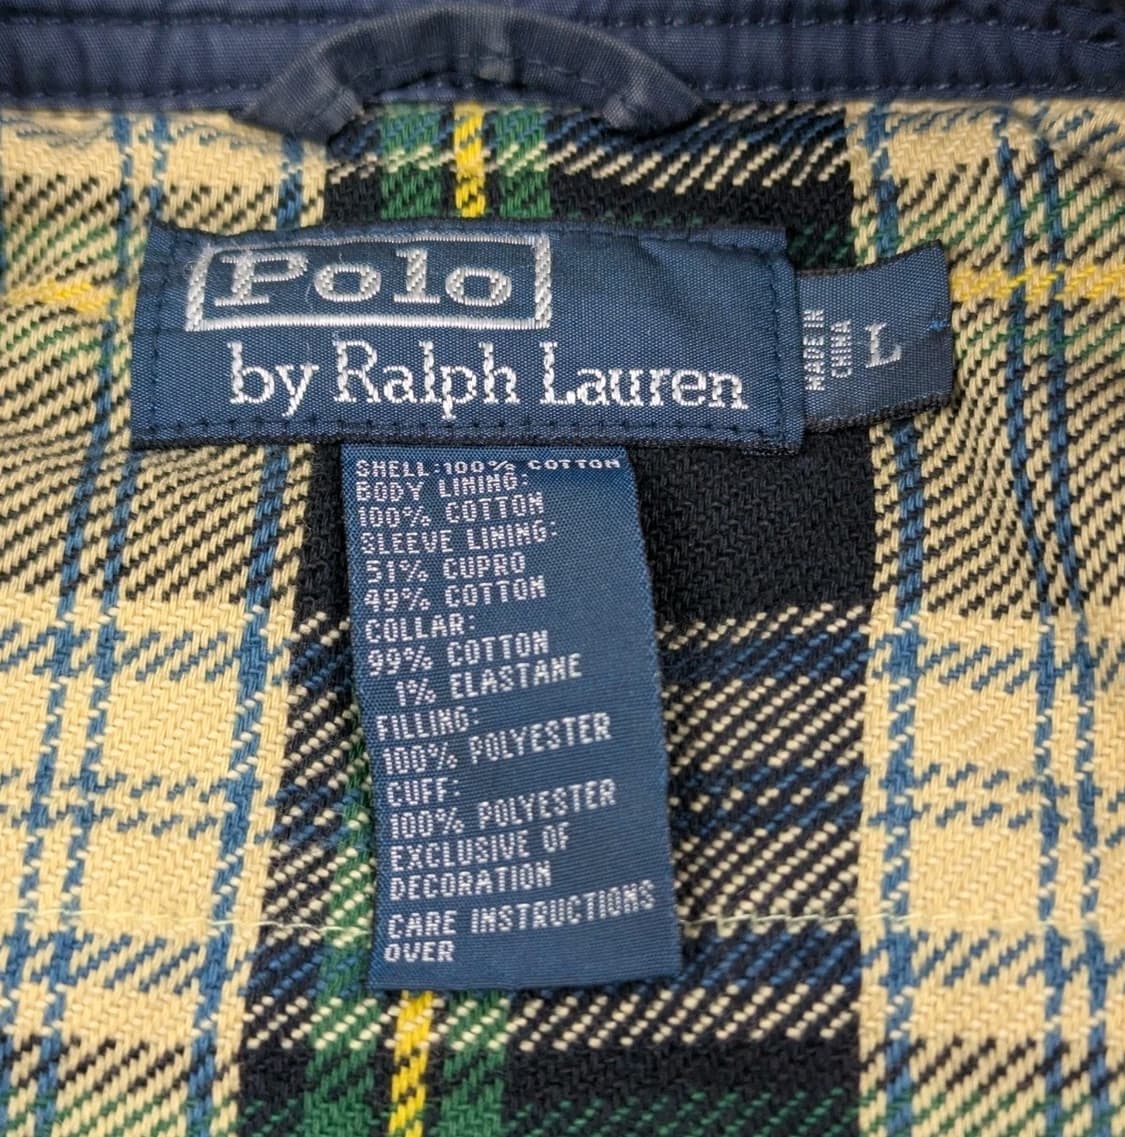 Polo
by Ralph Lauren
MADE IN
CHINA
L
SHELL:100% COTTON
BODY LINING:
100% COTTON
SLEEVE LINING:
51% CUPRO
49% COTTON
COLLAR:
99% COTTON
1% ELASTANE
FILLING:
100% POLYESTER
CUFF:
100% POLYESTER
EXCLUSIVE OF
DECORATION
CARE INSTRUCTIONS
OVER